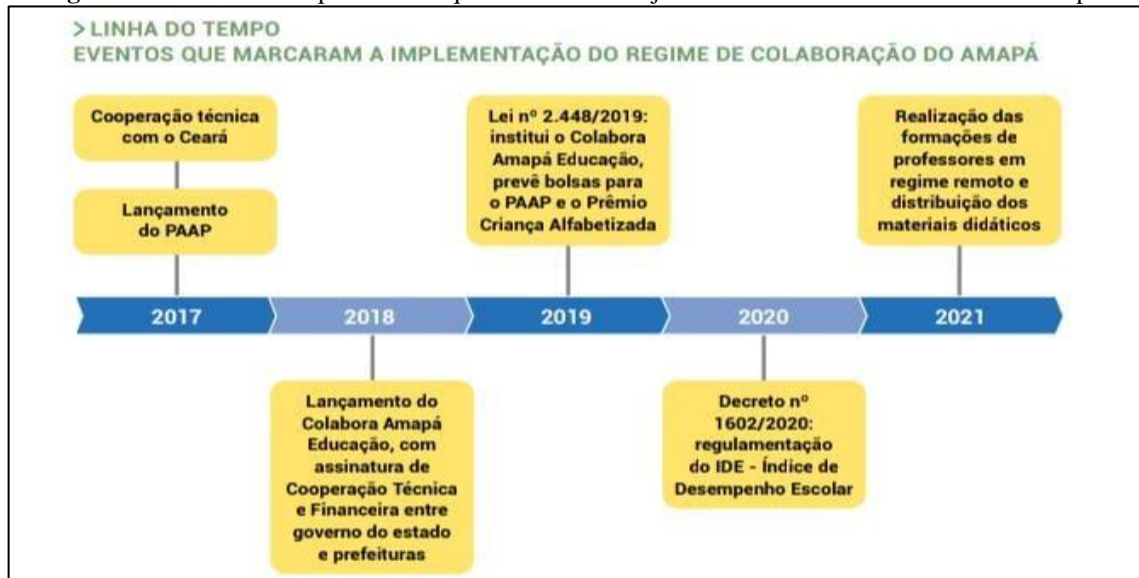 > LINHA DO TEMPO
EVENTOS QUE MARCARAM A IMPLEMENTAÇÃO DO REGIME DE COLABORAÇÃO DO AMAPÁ
Cooperação técnica
com o Ceará
Lançamento
do PAAP
Lei nº 2.448/2019:
institui o Colabora
Amapá Educação,
prevê bolsas para
o PAAP e o Prêmio
Criança Alfabetizada
Realização das
formações de
professores em
regime remoto e
distribuição dos
materiais didáticos
2017
2018
2019
2020
2021
Lançamento do
Colabora Amapá
Educação, com
assinatura de
Cooperação Técnica
e Financeira entre
governo do estado
e prefeituras
Decreto nº
1602/2020:
regulamentação
do IDE - Índice de
Desempenho Escolar